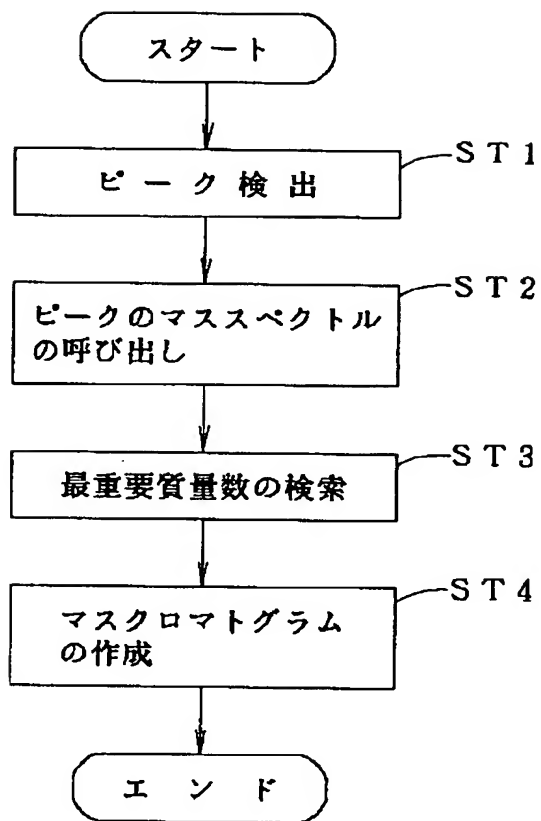 スタート
ST1
ピーク検出
ST2
ピークのマススペクトル
の呼び出し
ST3
最重要質量数の検索
ST4
マスクロマトグラム
の作成
エンド